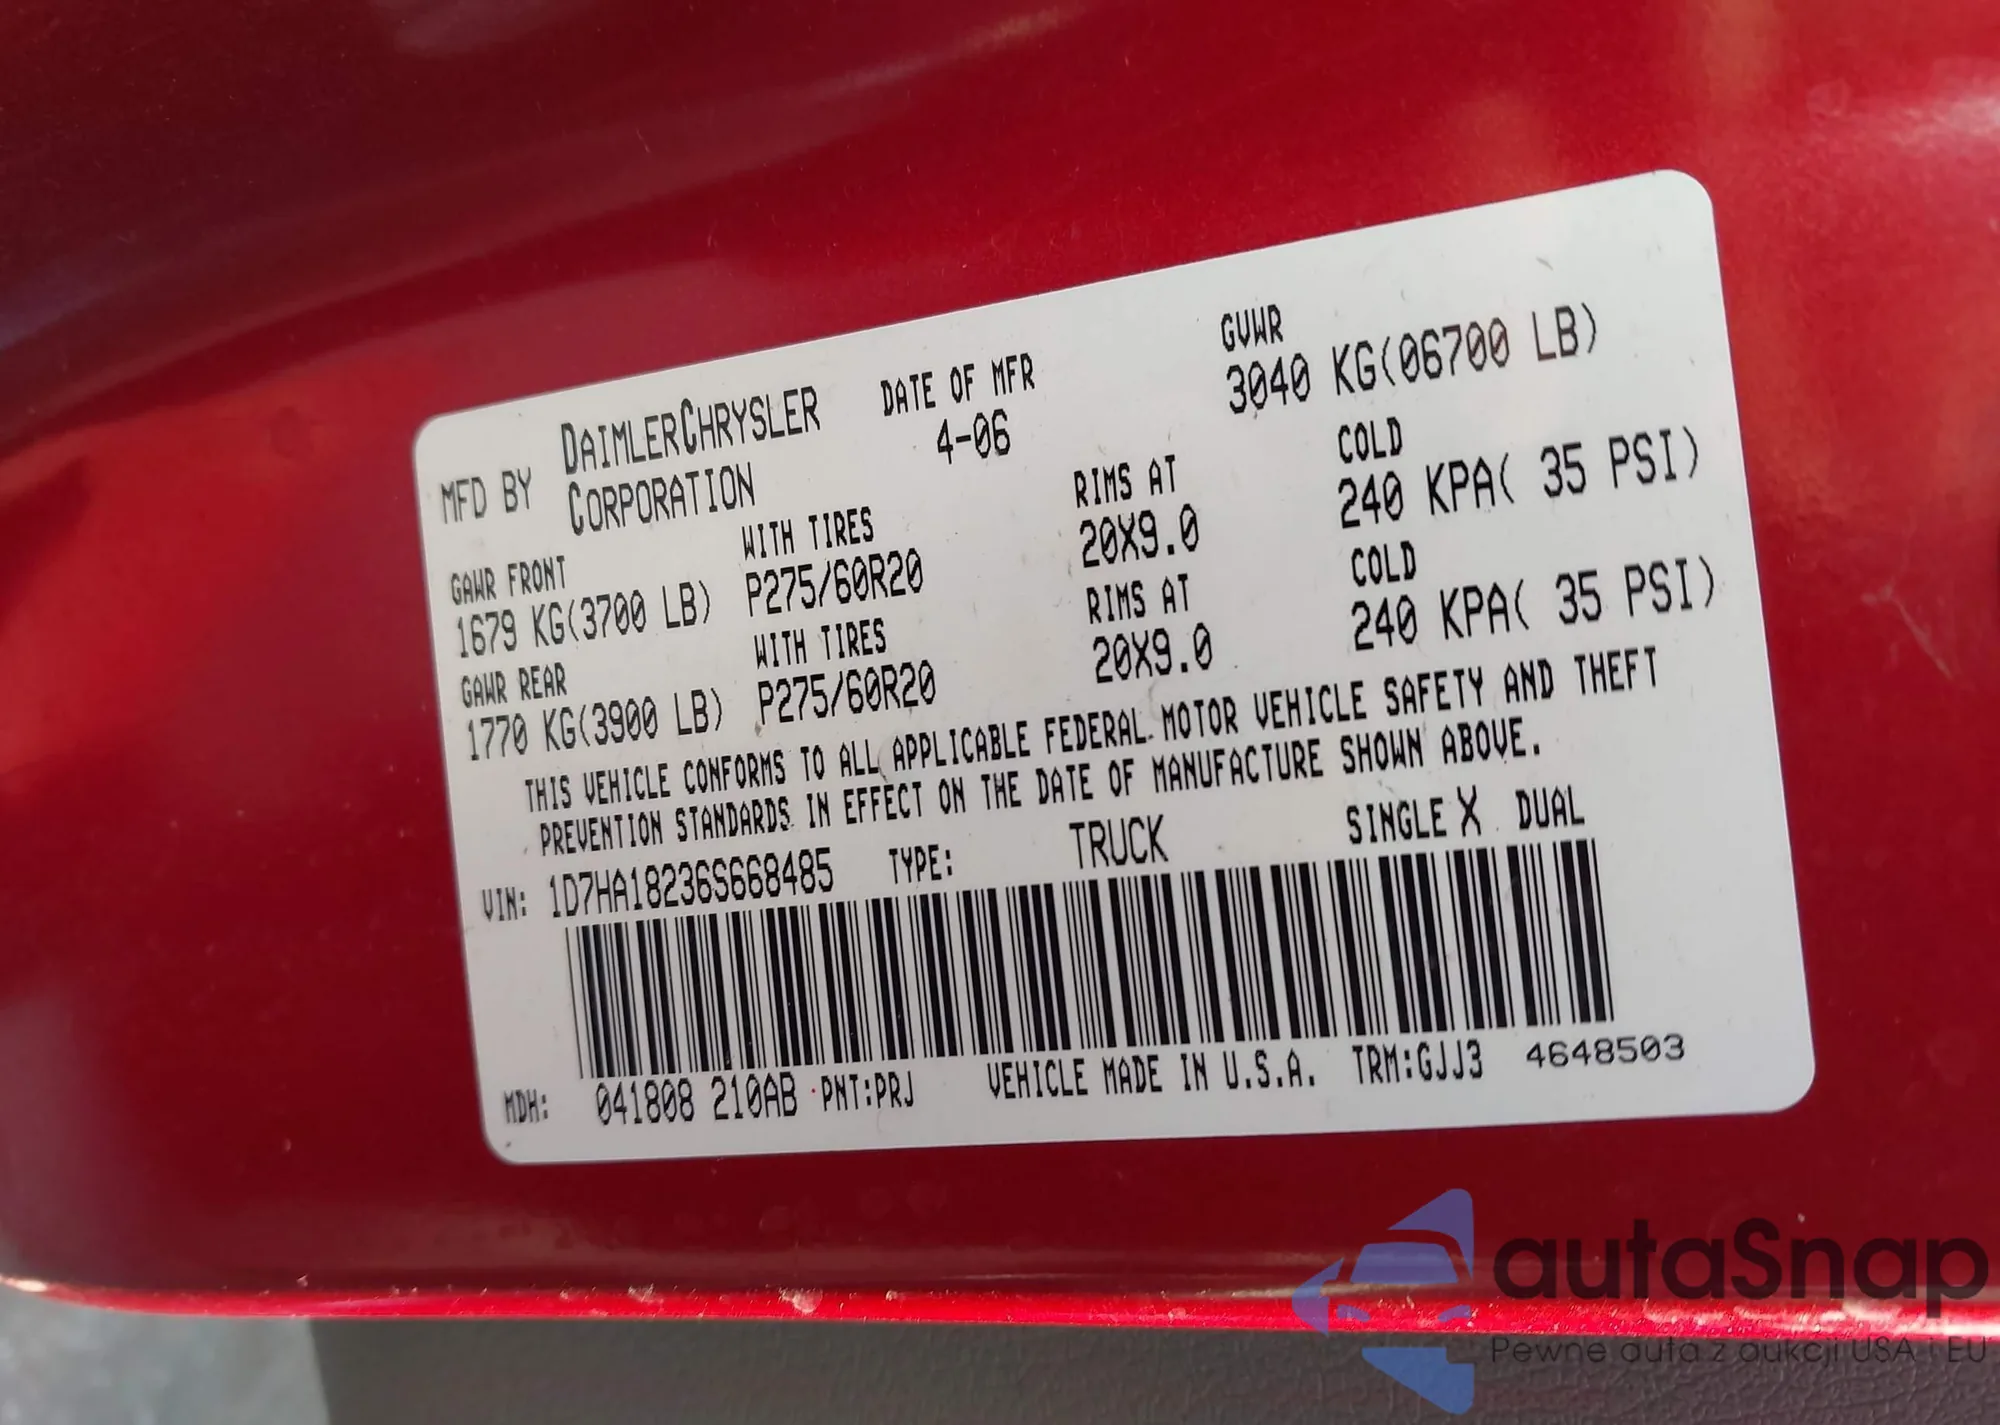 MFD BY DAIMLERCHRYSLER CORPORATION
DATE OF MFR
4-06
GVWR
3040 KG(06700 LB)
GAWR FRONT
1679 KG(3700 LB)
WITH TIRES
P275/60R20
RIMS AT
20X9.0
COLD
240 KPA( 35 PSI)
GAWR REAR
1770 KG(3900 LB)
WITH TIRES
P275/60R20
RIMS AT
20X9.0
COLD
240 KPA( 35 PSI)
THIS VEHICLE CONFORMS TO ALL APPLICABLE FEDERAL MOTOR VEHICLE SAFETY AND THEFT
PREVENTION STANDARDS IN EFFECT ON THE DATE OF MANUFACTURE SHOWN ABOVE.
VIN: 1D7HA18236S668485 TYPE: TRUCK SINGLE X DUAL
MDH: 041808 210AB PNT:PRJ VEHICLE MADE IN U.S.A. TRM:GJJ3 4648503
autaSnap
Pewne auta z aukcji USA i EU